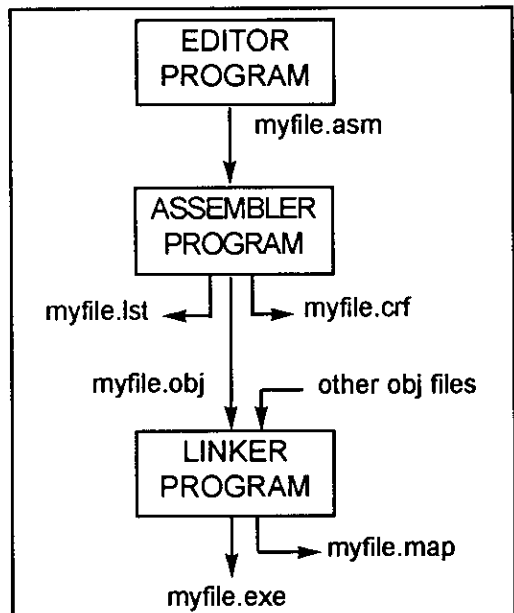 EDITOR
PROGRAM
myfile.asm
ASSEMBLER
PROGRAM
myfile.lst
myfile.crf
myfile.obj
other obj files
LINKER
PROGRAM
myfile.map
myfile.exe